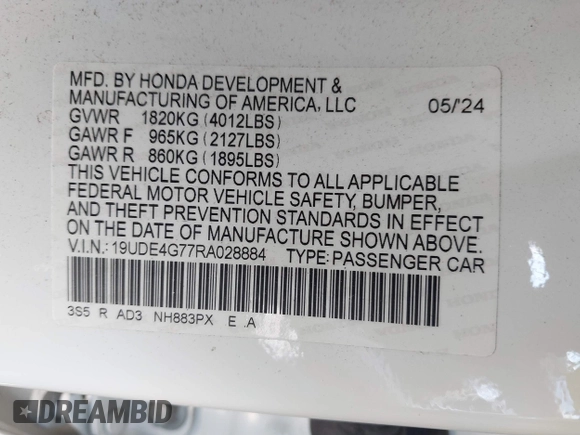 MFD. BY HONDA DEVELOPMENT &
MANUFACTURING OF AMERICA, LLC 05/'24
GVWR 1820KG (4012LBS)
GAWR F 965KG (2127LBS)
GAWR R 860KG (1895LBS)
THIS VEHICLE CONFORMS TO ALL APPLICABLE
FEDERAL MOTOR VEHICLE SAFETY, BUMPER,
AND THEFT PREVENTION STANDARDS IN EFFECT
ON THE DATE OF MANUFACTURE SHOWN ABOVE.
V.I.N.: 19UDE4G77RA028884 TYPE: PASSENGER CAR
3S5 R AD3 NH883PX E .A
DREAMBID